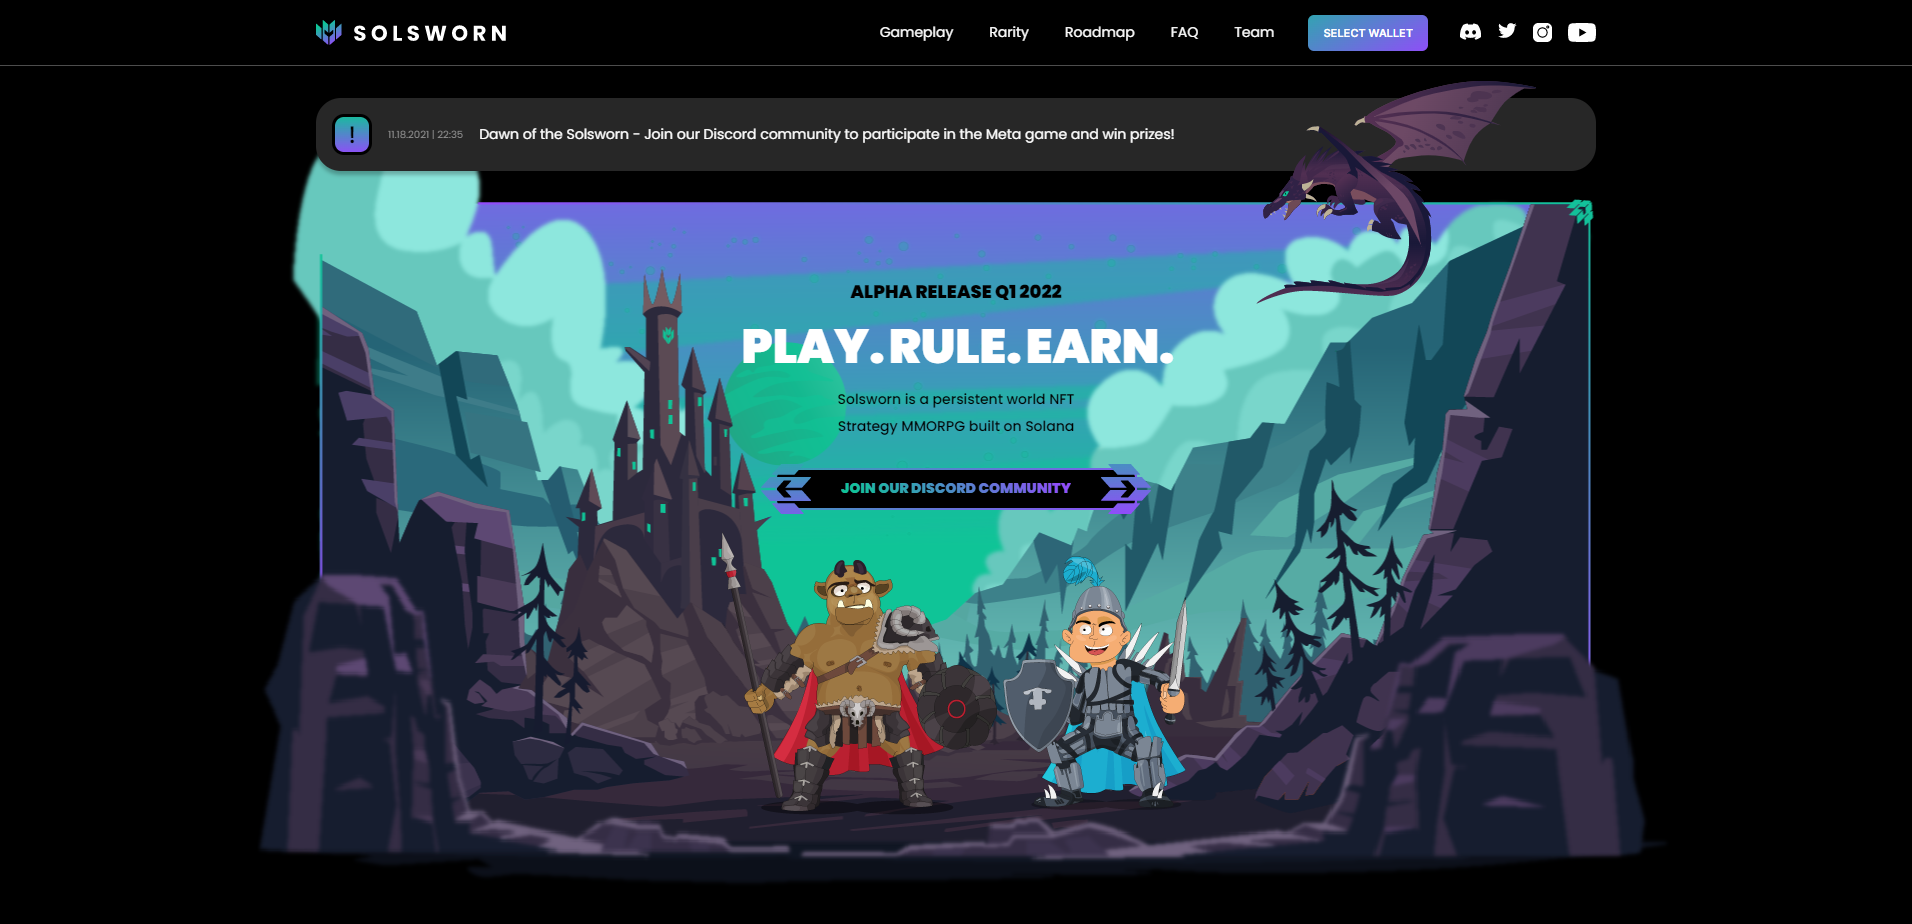 SOLSWORN
Gameplay
Rarity
Roadmap
FAQ
Team
SELECT WALLET
!
11.18.2021 | 22:35
Dawn of the Solsworn - Join our Discord community to participate in the Meta game and win prizes!
ALPHA RELEASE Q1 2022
PLAY. RULE. EARN.
Solsworn is a persistent world NFT
Strategy MMORPG built on Solana
JOIN OUR DISCORD COMMUNITY